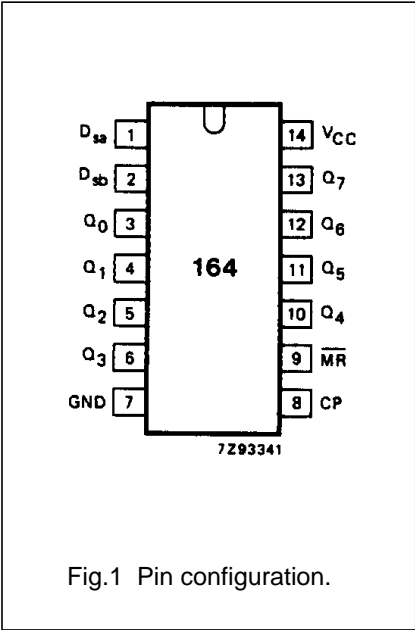 Dsa 1 14 VCC
Dsb 2 13 Q7
Q0 3 12 Q6
Q1 4 164 11 Q5
Q2 5 10 Q4
Q3 6 9 M̅R̅
GND 7 8 CP
7Z93341
Fig.1 Pin configuration.